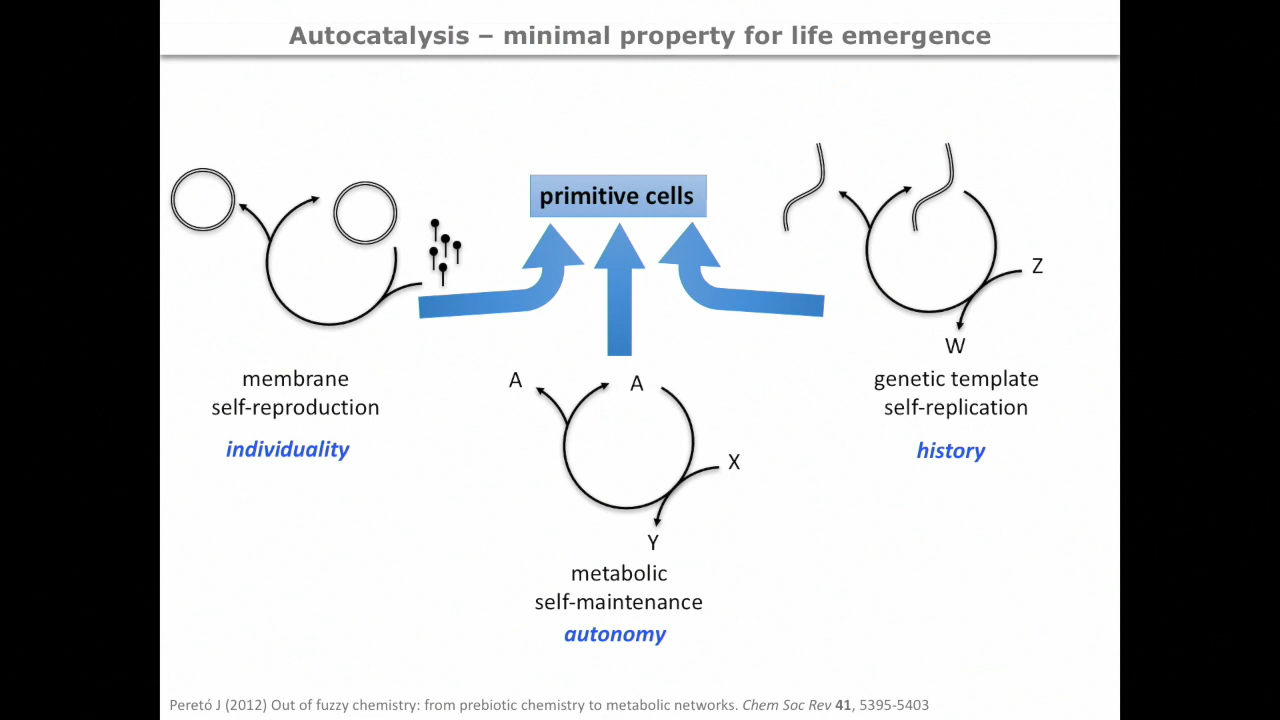 Autocatalysis – minimal property for life emergence
primitive cells
membrane
self-reproduction
individuality
A
A
X
Y
metabolic
self-maintenance
autonomy
Z
W
genetic template
self-replication
history
Peretó J (2012) Out of fuzzy chemistry: from prebiotic chemistry to metabolic networks. Chem Soc Rev 41, 5395-5403